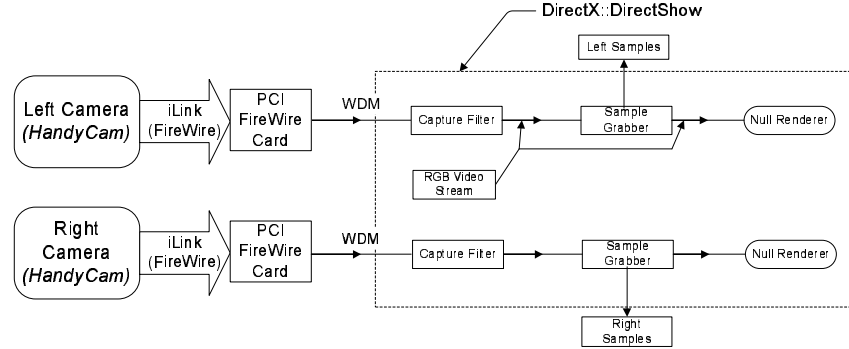 DirectX::DirectShow
Left Samples
Left Camera
(HandyCam)
iLink
(FireWire)
PCI
FireWire
Card
WDM
Capture Filter
Sample
Grabber
Null Renderer
RGB Video
Stream
Right
Camera
(HandyCam)
iLink
(FireWire)
PCI
FireWire
Card
WDM
Capture Filter
Sample
Grabber
Null Renderer
Right
Samples